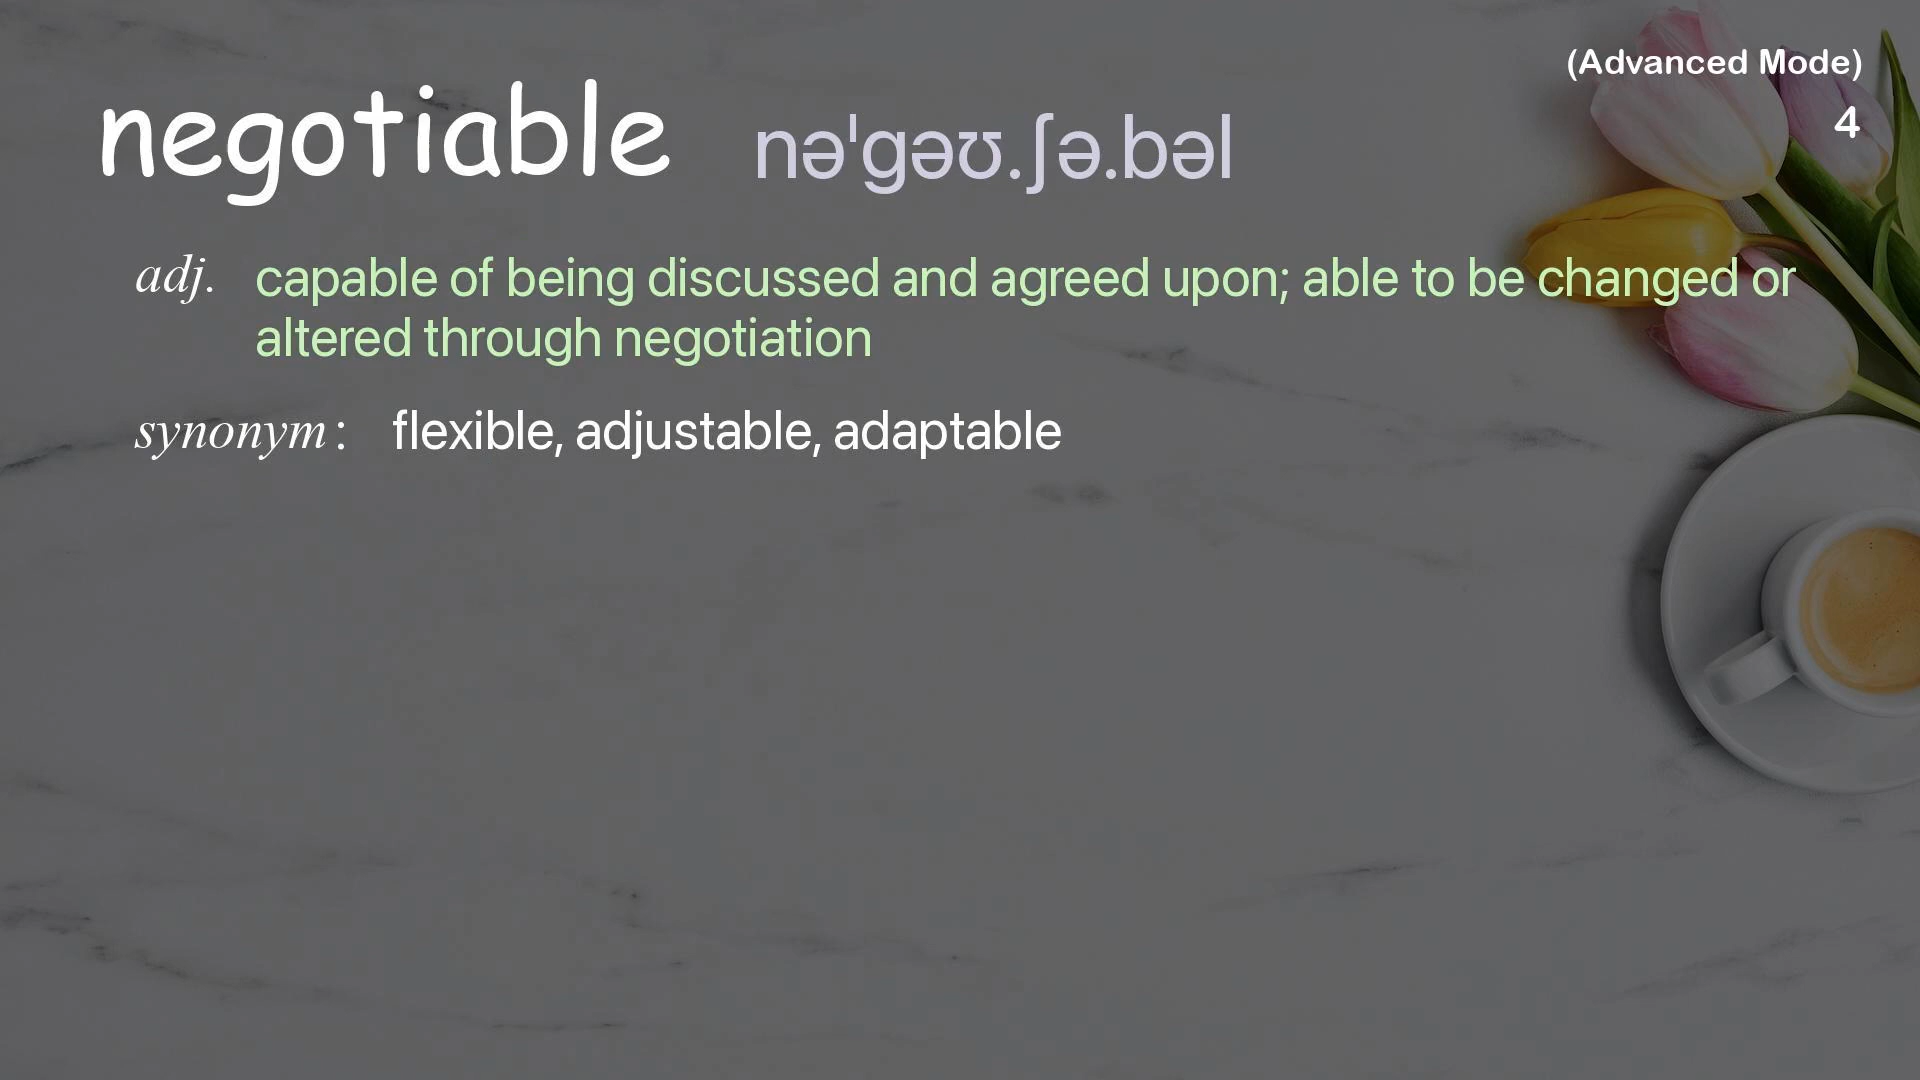 (Advanced Mode)
4
negotiable nə'gəʊ.ʃə.bəl
adj. capable of being discussed and agreed upon; able to be changed or
altered through negotiation
synonym: flexible, adjustable, adaptable